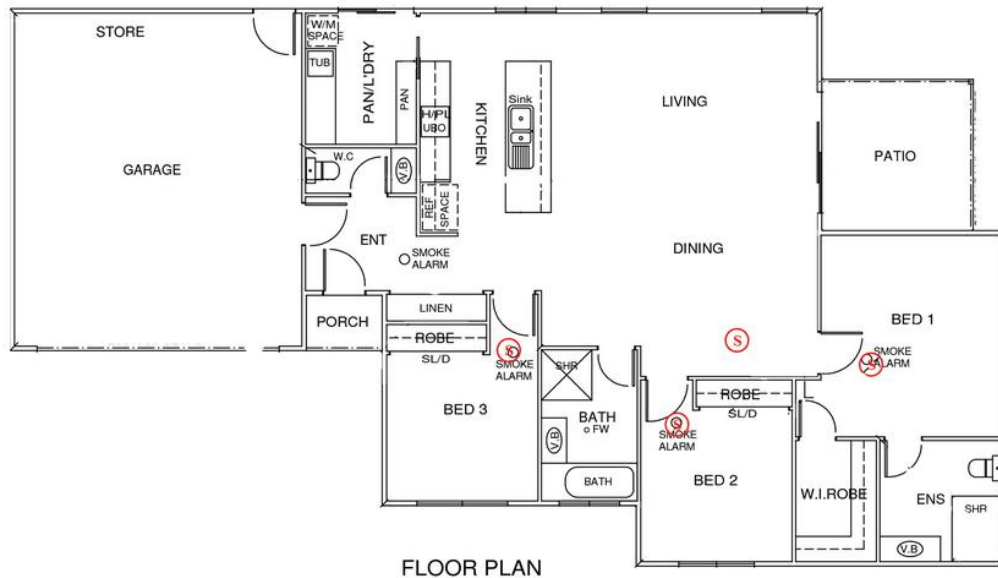 STORE
W/M
SPACE
TUB
PAN/L'DRY
PAN
KITCHEN
Sink
LIVING
PATIO
GARAGE
W.C
V.B
REF
SPACE
ENT
SMOKE
ALARM
DINING
PORCH
LINEN
ROBE
SL/D
S
SMOKE
ALARM
BED 3
SHR
BATH
FW
V.B
BATH
S
BED 1
S
SMOKE
ALARM
ROBE
SL/D
S
SMOKE
ALARM
BED 2
W.I.ROBE
ENS
SHR
V.B
FLOOR PLAN